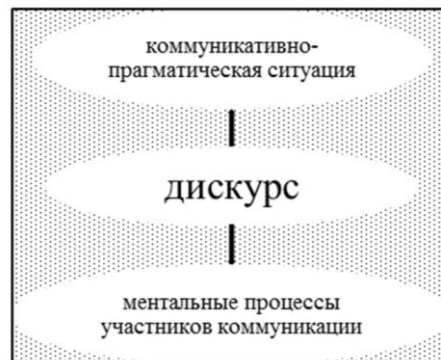 коммуникативно-
прагматическая ситуация
дискурс
ментальные процессы
участников коммуникации